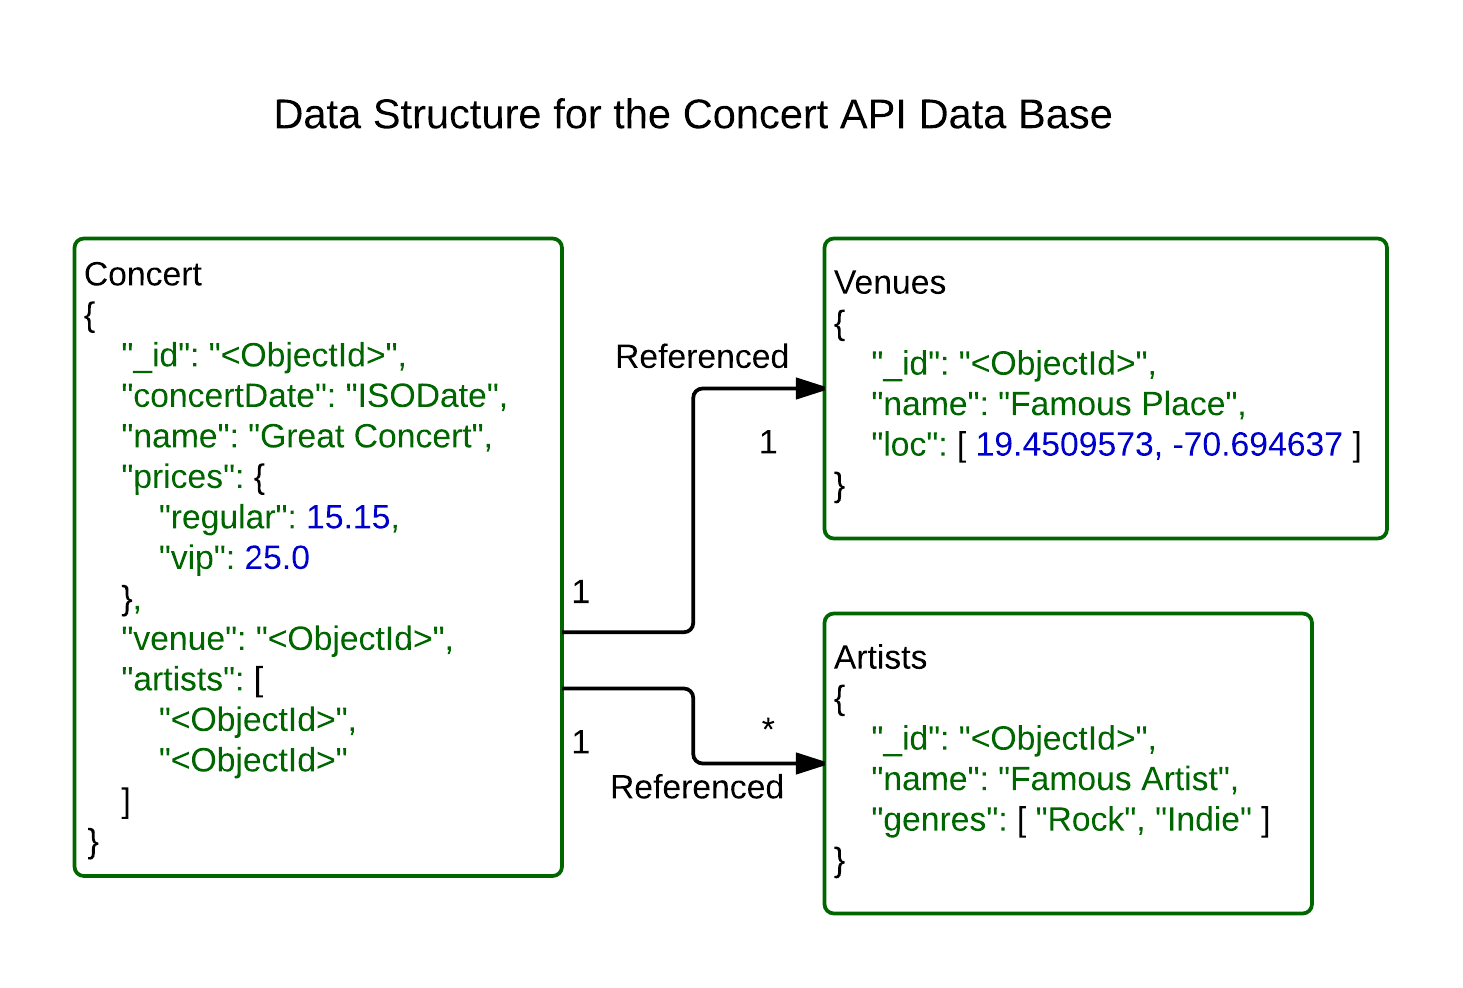 Data Structure for the Concert API Data Base
Concert
{
"_id": "<ObjectId>",
"concertDate": "ISODate",
"name": "Great Concert",
"prices": {
"regular": 15.15,
"vip": 25.0
},
"venue": "<ObjectId>",
"artists": [
"<ObjectId>",
"<ObjectId>"
]
}
Referenced
1
1
1
*
Referenced
Venues
{
"_id": "<ObjectId>",
"name": "Famous Place",
"loc": [ 19.4509573, -70.694637 ]
}
Artists
{
"_id": "<ObjectId>",
"name": "Famous Artist",
"genres": [ "Rock", "Indie" ]
}